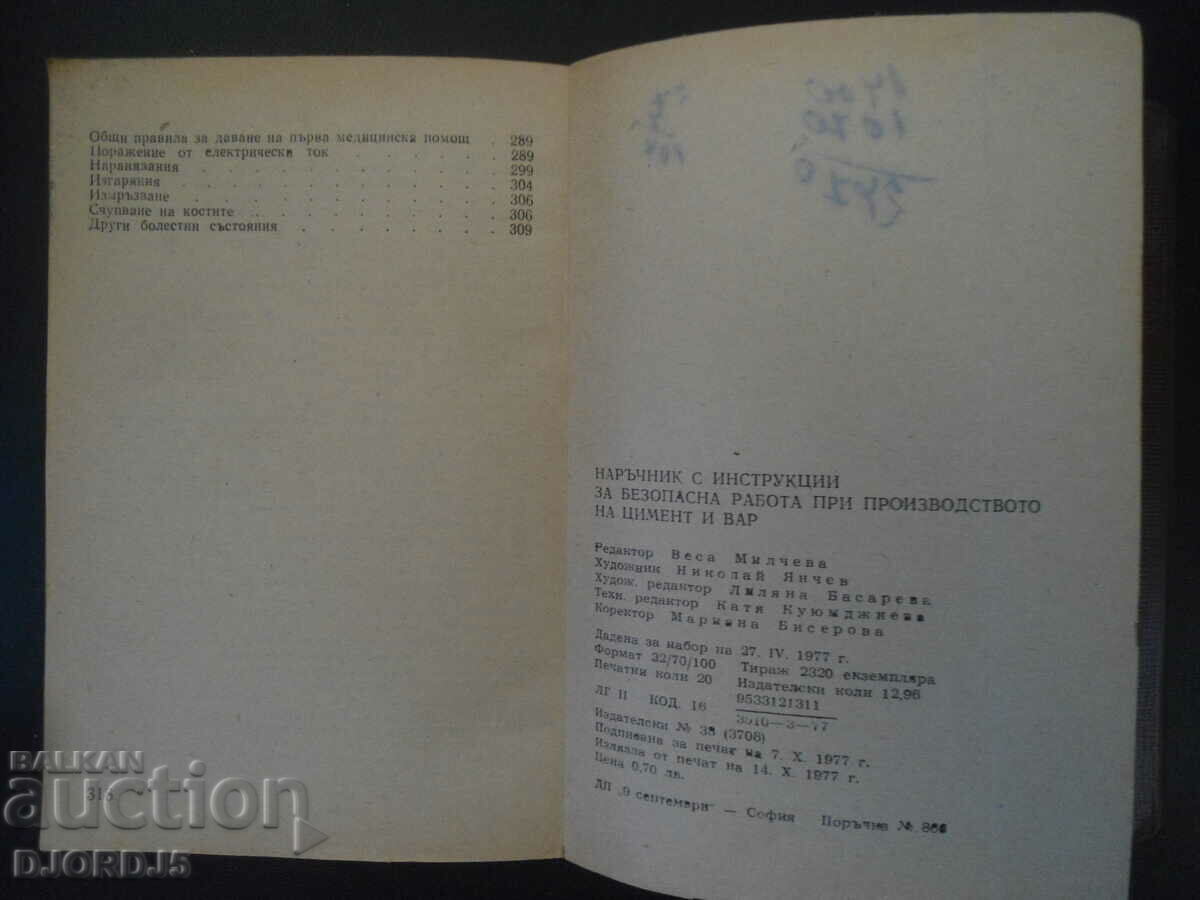 Общи правила за даване на първа медицинска помощ . 289
Поражение от електрически ток . . . . . . 289
Наранявания . . . . . . . . . . 299
Изгаряния . . . . . . . . . . . 304
Измръзване . . . . . . . . . . 306
Счупване на костите . . . . . . . . 306
Други болестни състояния . . . . . . . 309
НАРЪЧНИК С ИНСТРУКЦИИ
ЗА БЕЗОПАСНА РАБОТА ПРИ ПРОИЗВОДСТВОТО
НА ЦИМЕНТ И ВАР
Редактор Веса Милчева
Художник Николай Янчев
Худож. редактор Лиляна Басарева
Техн. редактор Катя Куюмджиева
Коректор Марияна Бисерова
Дадена за набор на 27. IV. 1977 г.
Формат 32/70/100 Тираж 2320 екземпляра
Печатни коли 20 Издателски коли 12,96
ЛГ II КОД. 16 9533121311
3510—3—77
Издателски № 38 (3708)
Подписана за печат на 7. X. 1977 г.
Излязла от печат на 14. X. 1977 г.
Цена 0,70 лв.
ДП „9 септември“ — София Поръчка №
BALKAN
auction
DJORDJ5